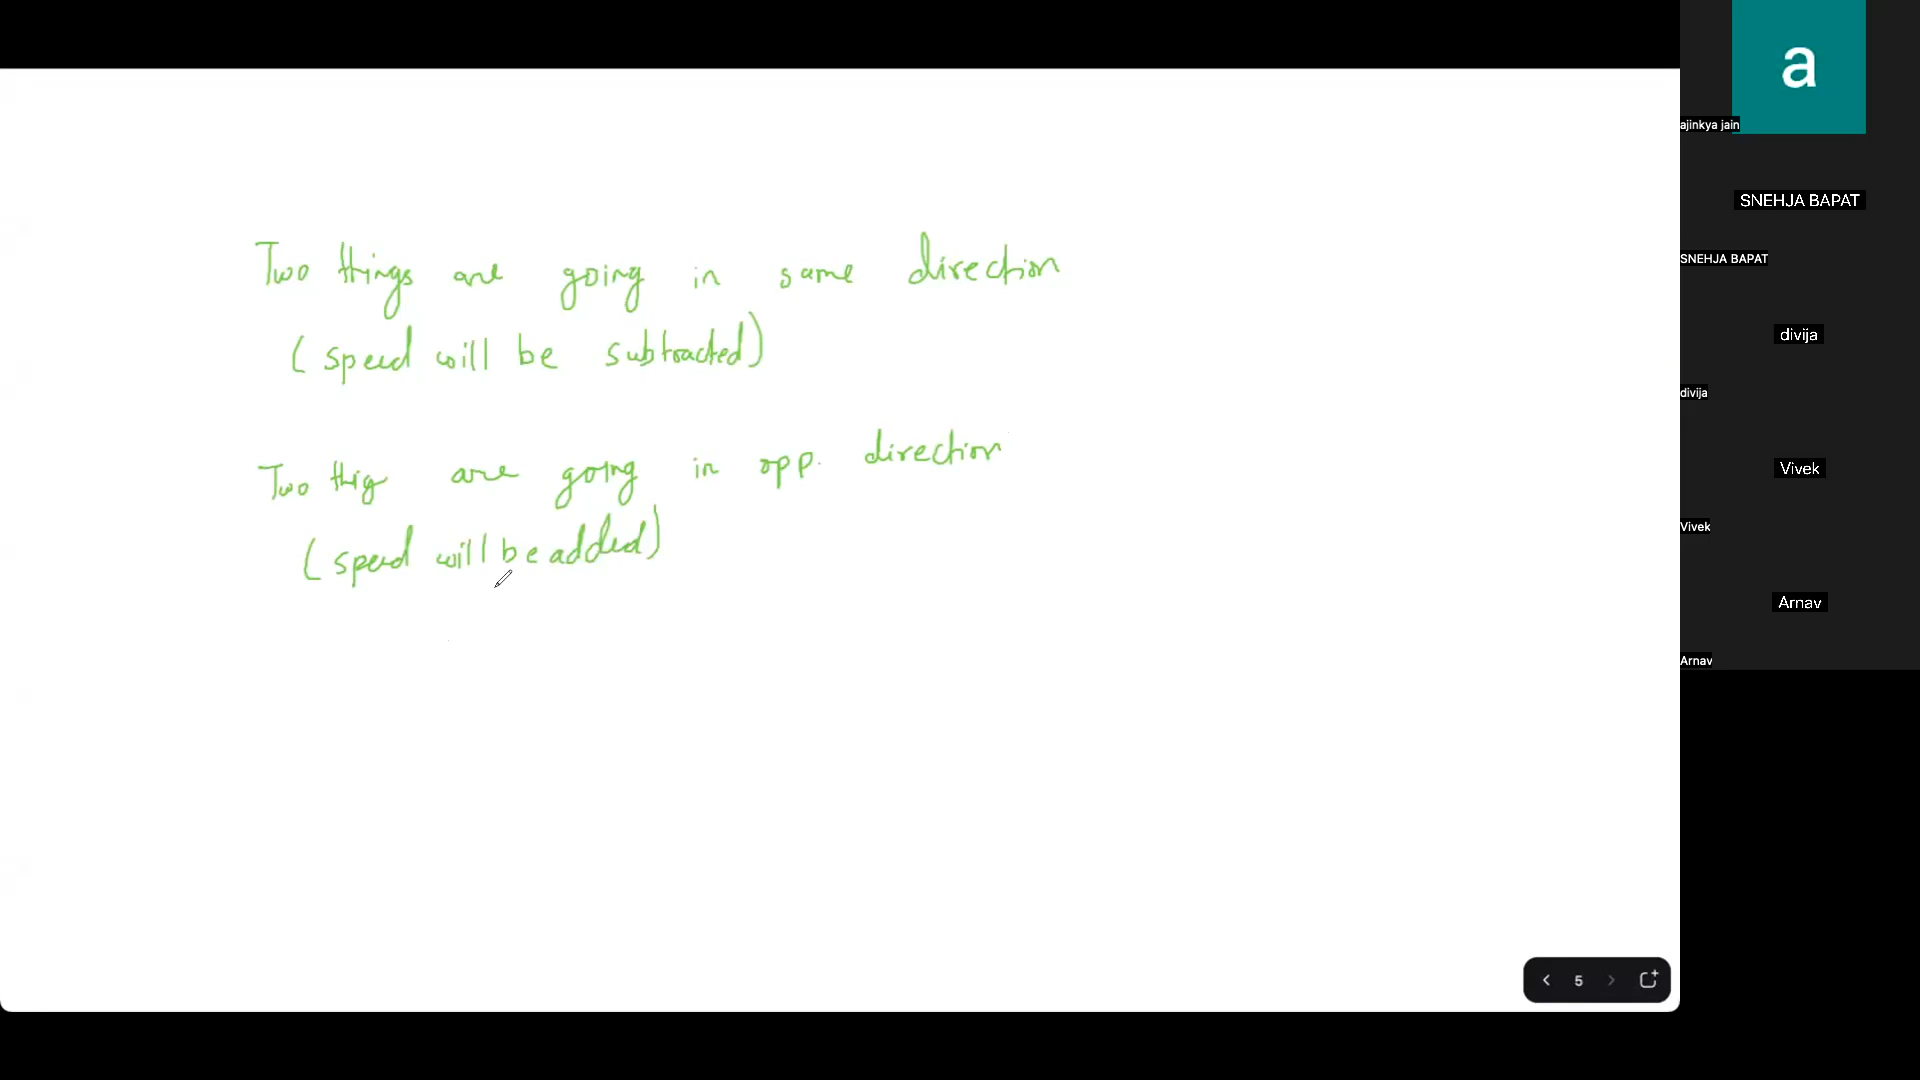 Two things are going in same direction
(speed will be subtracted)
Two thig are going in opp. direction
(speed will be added)
5
a
ajinkya jain
SNEHJA BAPAT
SNEHJA BAPAT
divija
divija
Vivek
Vivek
Arnav
Arnav